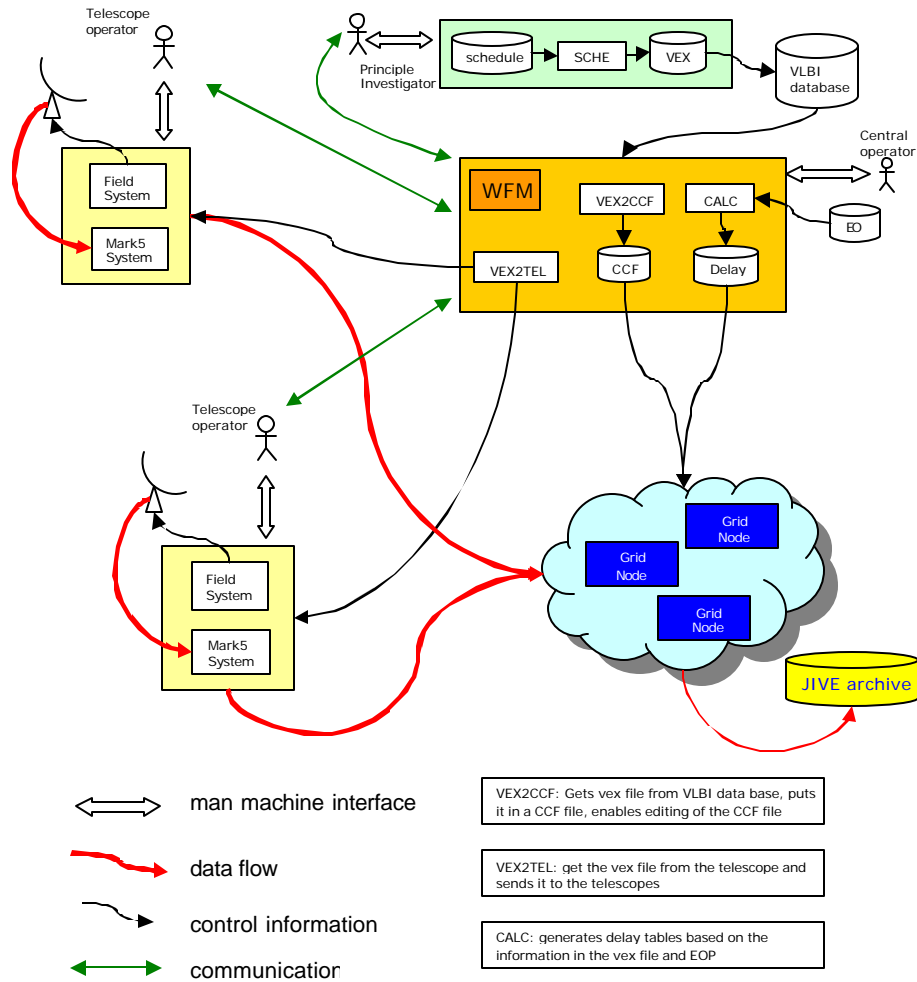 Telescope
operator
Principle
Investigator
schedule
SCHE
VEX
VLBI
database
Central
operator
Field
System
Mark5
System
WFM
VEX2CCF
CALC
EO
VEX2TEL
CCF
Delay
Telescope
operator
Field
System
Mark5
System
Grid
Node
Grid
Node
Grid
Node
JIVE archive
man machine interface
data flow
control information
communication
VEX2CCF: Gets vex file from VLBI data base, puts
it in a CCF file, enables editing of the CCF file
VEX2TEL: get the vex file from the telescope and
sends it to the telescopes
CALC: generates delay tables based on the
information in the vex file and EOP